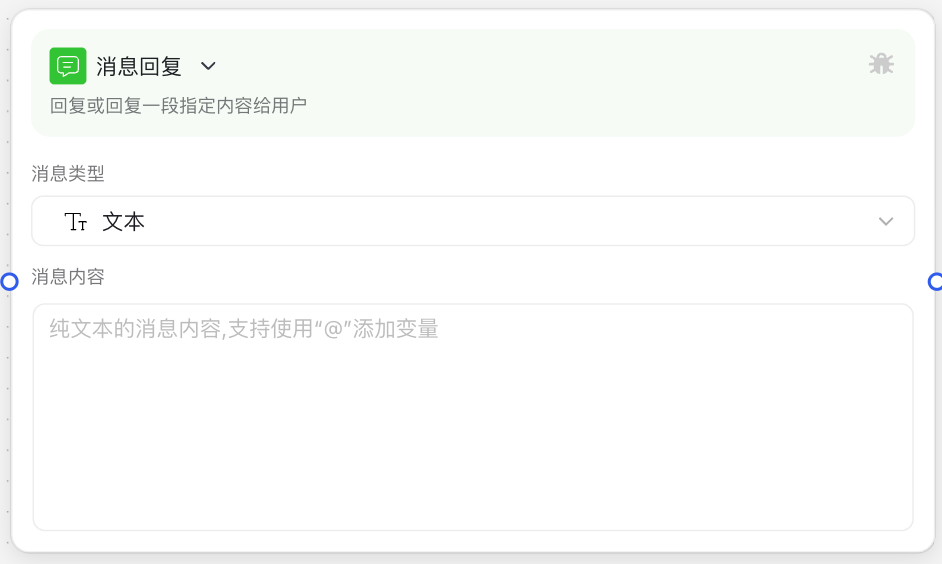 消息回复
回复或回复一段指定内容给用户
消息类型
文本
消息内容
纯文本的消息内容,支持使用“@”添加变量